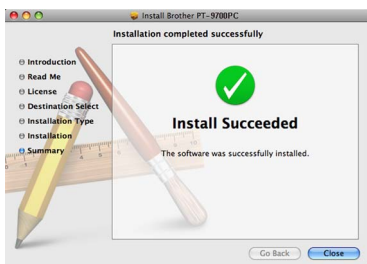 Install Brother PT-9700PC
Installation completed successfully
Introduction
Read Me
License
Destination Select
Installation Type
Installation
Summary
Install Succeeded
The software was successfully installed.
Go Back
Close